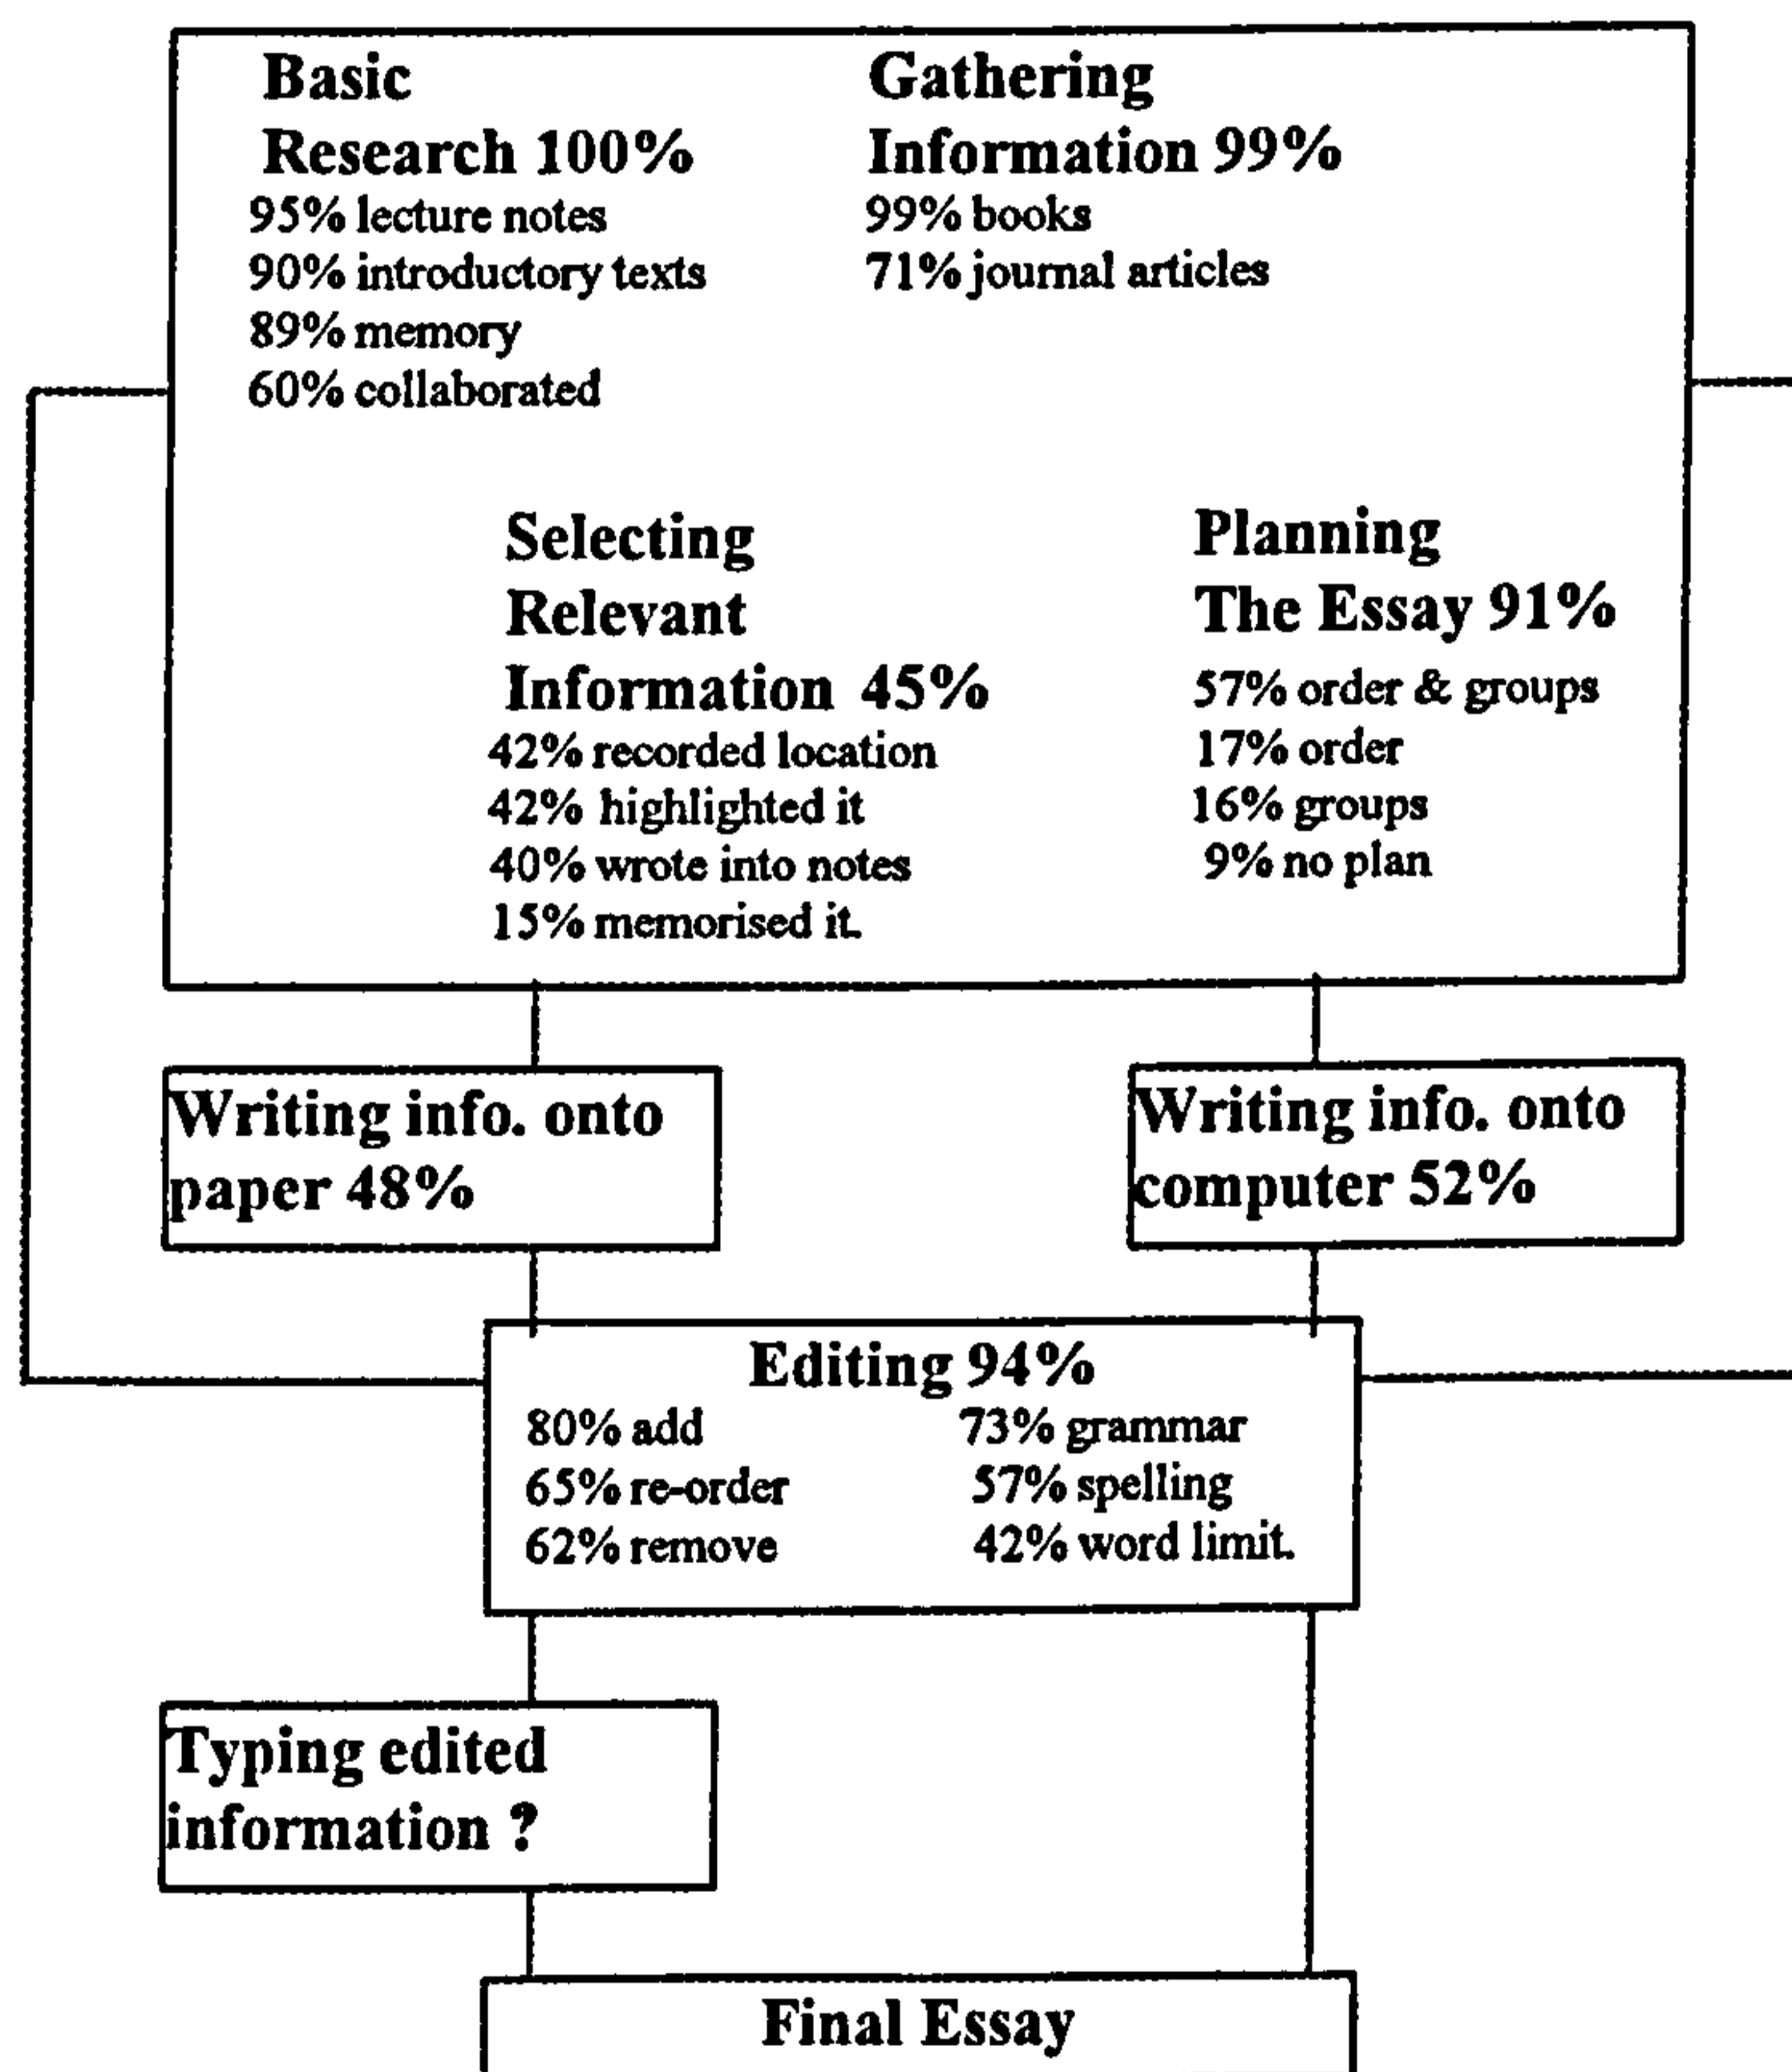 Basic
Research 100%
95% lecture notes
90% introductory texts
89% memory
60% collaborated
Gathering
Information 99%
99% books
71% journal articles
Selecting
Relevant
Information 45%
42% recorded location
42% highlighted it
40% wrote into notes
15% memorised it.
Planning
The Essay 91%
57% order & groups
17% order
16% groups
9% no plan
Writing info. onto
paper 48%
Writing info. onto
computer 52%
Editing 94%
80% add
65% re-order
62% remove
73% grammar
57% spelling
42% word limit.
Typing edited
information ?
Final Essay